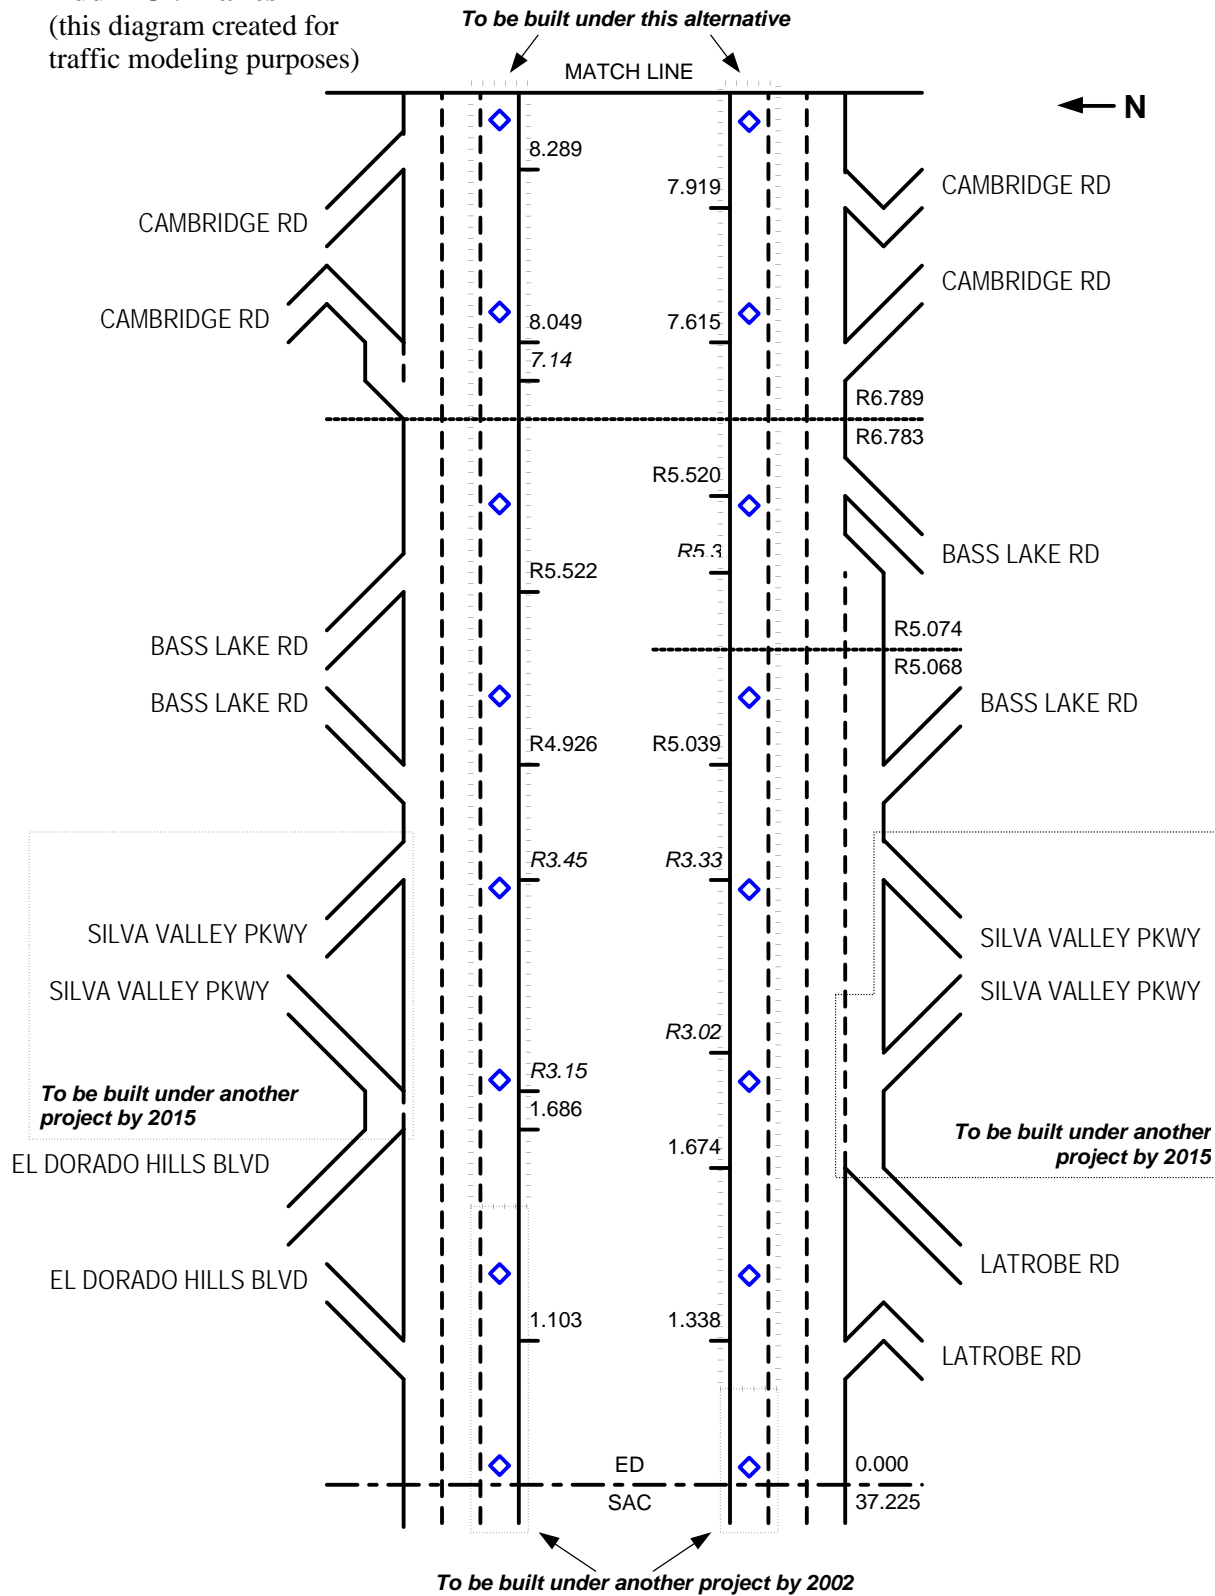 (this diagram created for
traffic modeling purposes)
To be built under this alternative
MATCH LINE
N
8.289
7.919
CAMBRIDGE RD
CAMBRIDGE RD
CAMBRIDGE RD
CAMBRIDGE RD
8.049
7.615
7.14
R6.789
R6.783
R5.520
R5.3
BASS LAKE RD
R5.522
R5.074
R5.068
BASS LAKE RD
BASS LAKE RD
BASS LAKE RD
R4.926
R5.039
R3.45
R3.33
SILVA VALLEY PKWY
SILVA VALLEY PKWY
SILVA VALLEY PKWY
SILVA VALLEY PKWY
R3.02
R3.15
To be built under another
project by 2015
1.686
To be built under another
project by 2015
1.674
EL DORADO HILLS BLVD
LATROBE RD
EL DORADO HILLS BLVD
1.103
1.338
LATROBE RD
ED
0.000
SAC
37.225
To be built under another project by 2002